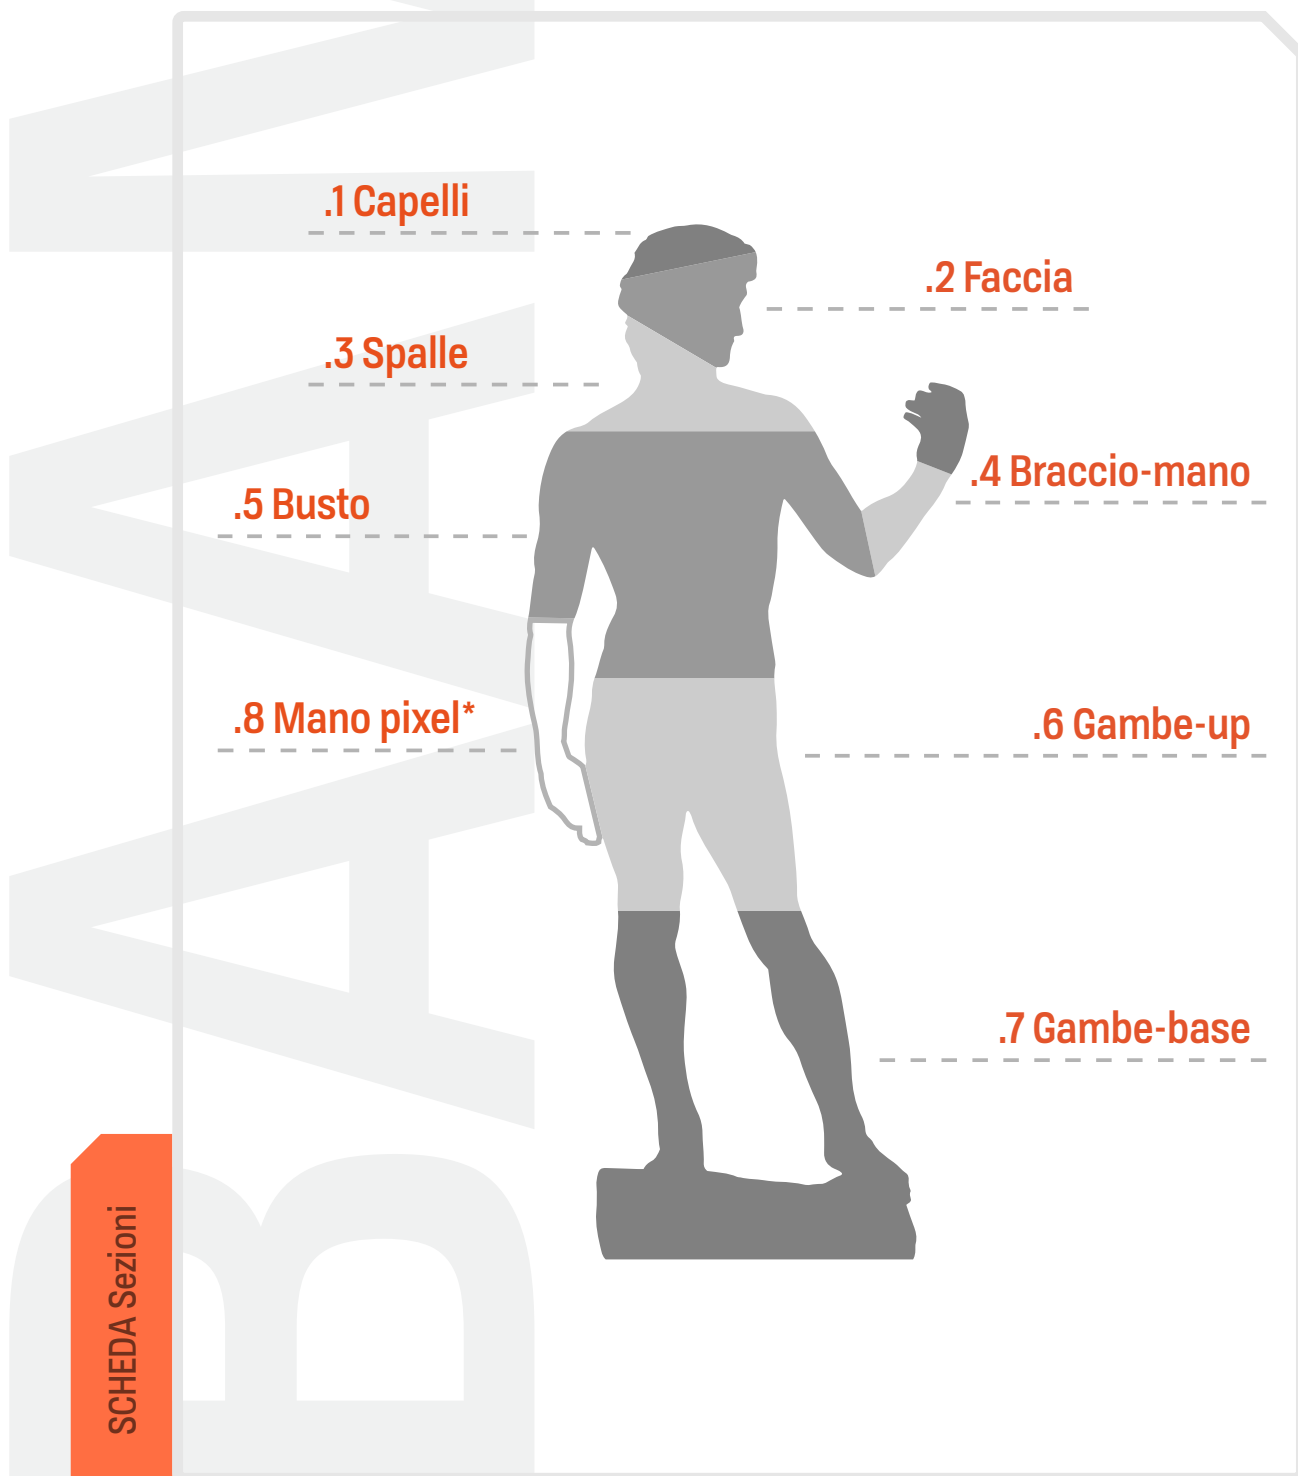 .1 Capelli
.2 Faccia
.3 Spalle
.4 Braccio-mano
.5 Busto
.8 Mano pixel*
.6 Gambe-up
.7 Gambe-base
SCHEDA Sezioni